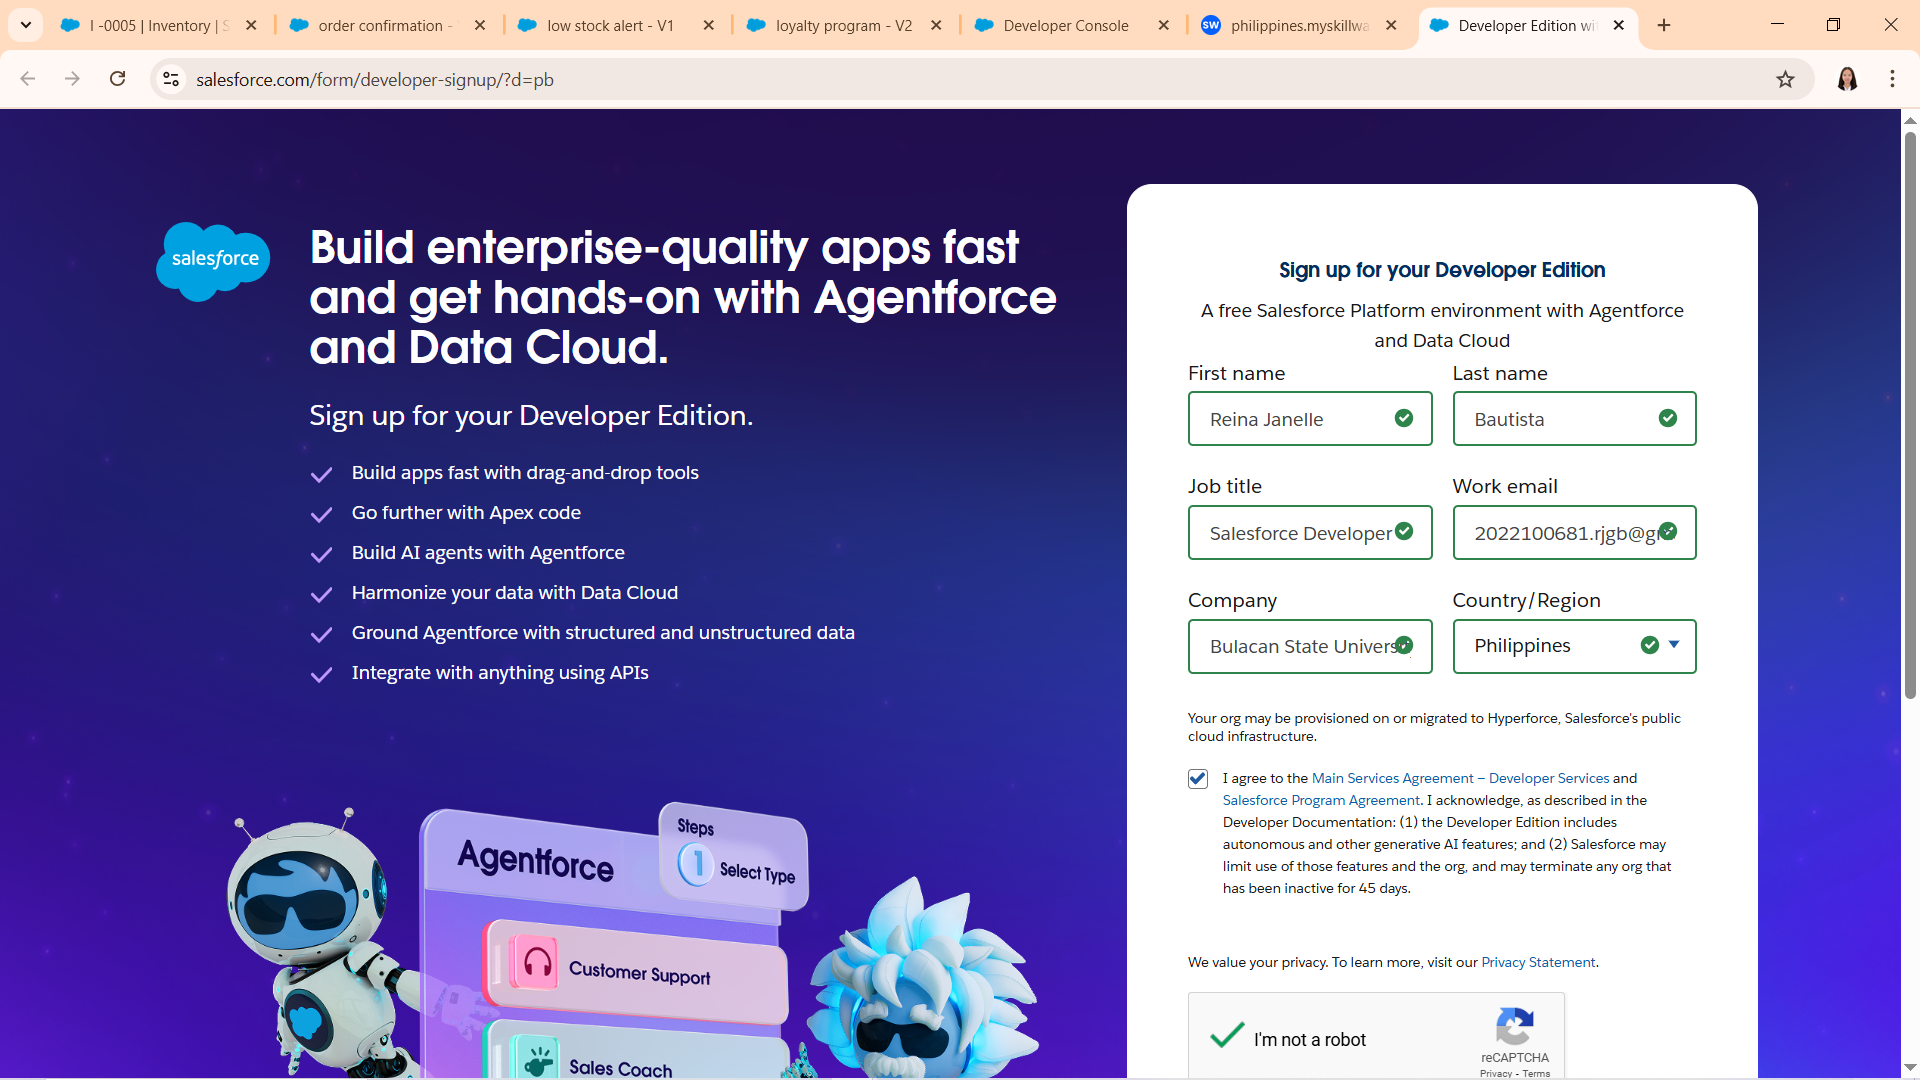 I -0005 | Inventory | S
order confirmation -
low stock alert - V1
loyalty program - V2
Developer Console
SW
philippines.myskillwa
Developer Edition wi
salesforce.com/form/developer-signup/?d=pb
salesforce
Build enterprise-quality apps fast
and get hands-on with Agentforce
and Data Cloud.
Sign up for your Developer Edition.
Build apps fast with drag-and-drop tools
Go further with Apex code
Build AI agents with Agentforce
Harmonize your data with Data Cloud
Ground Agentforce with structured and unstructured data
Integrate with anything using APIs
Agentforce
Steps
1
Select Type
Customer Support
Sales Coach
Sign up for your Developer Edition
A free Salesforce Platform environment with Agentforce
and Data Cloud
First name
Last name
Reina Janelle
Bautista
Job title
Work email
Salesforce Developer
2022100681.rjgb@gm
Company
Country/Region
Bulacan State Univers
Philippines
Your org may be provisioned on or migrated to Hyperforce, Salesforce's public
cloud infrastructure.
I agree to the Main Services Agreement – Developer Services and
Salesforce Program Agreement. I acknowledge, as described in the
Developer Documentation: (1) the Developer Edition includes
autonomous and other generative AI features; and (2) Salesforce may
limit use of those features and the org, and may terminate any org that
has been inactive for 45 days.
We value your privacy. To learn more, visit our Privacy Statement.
I'm not a robot
reCAPTCHA
Privacy - Terms